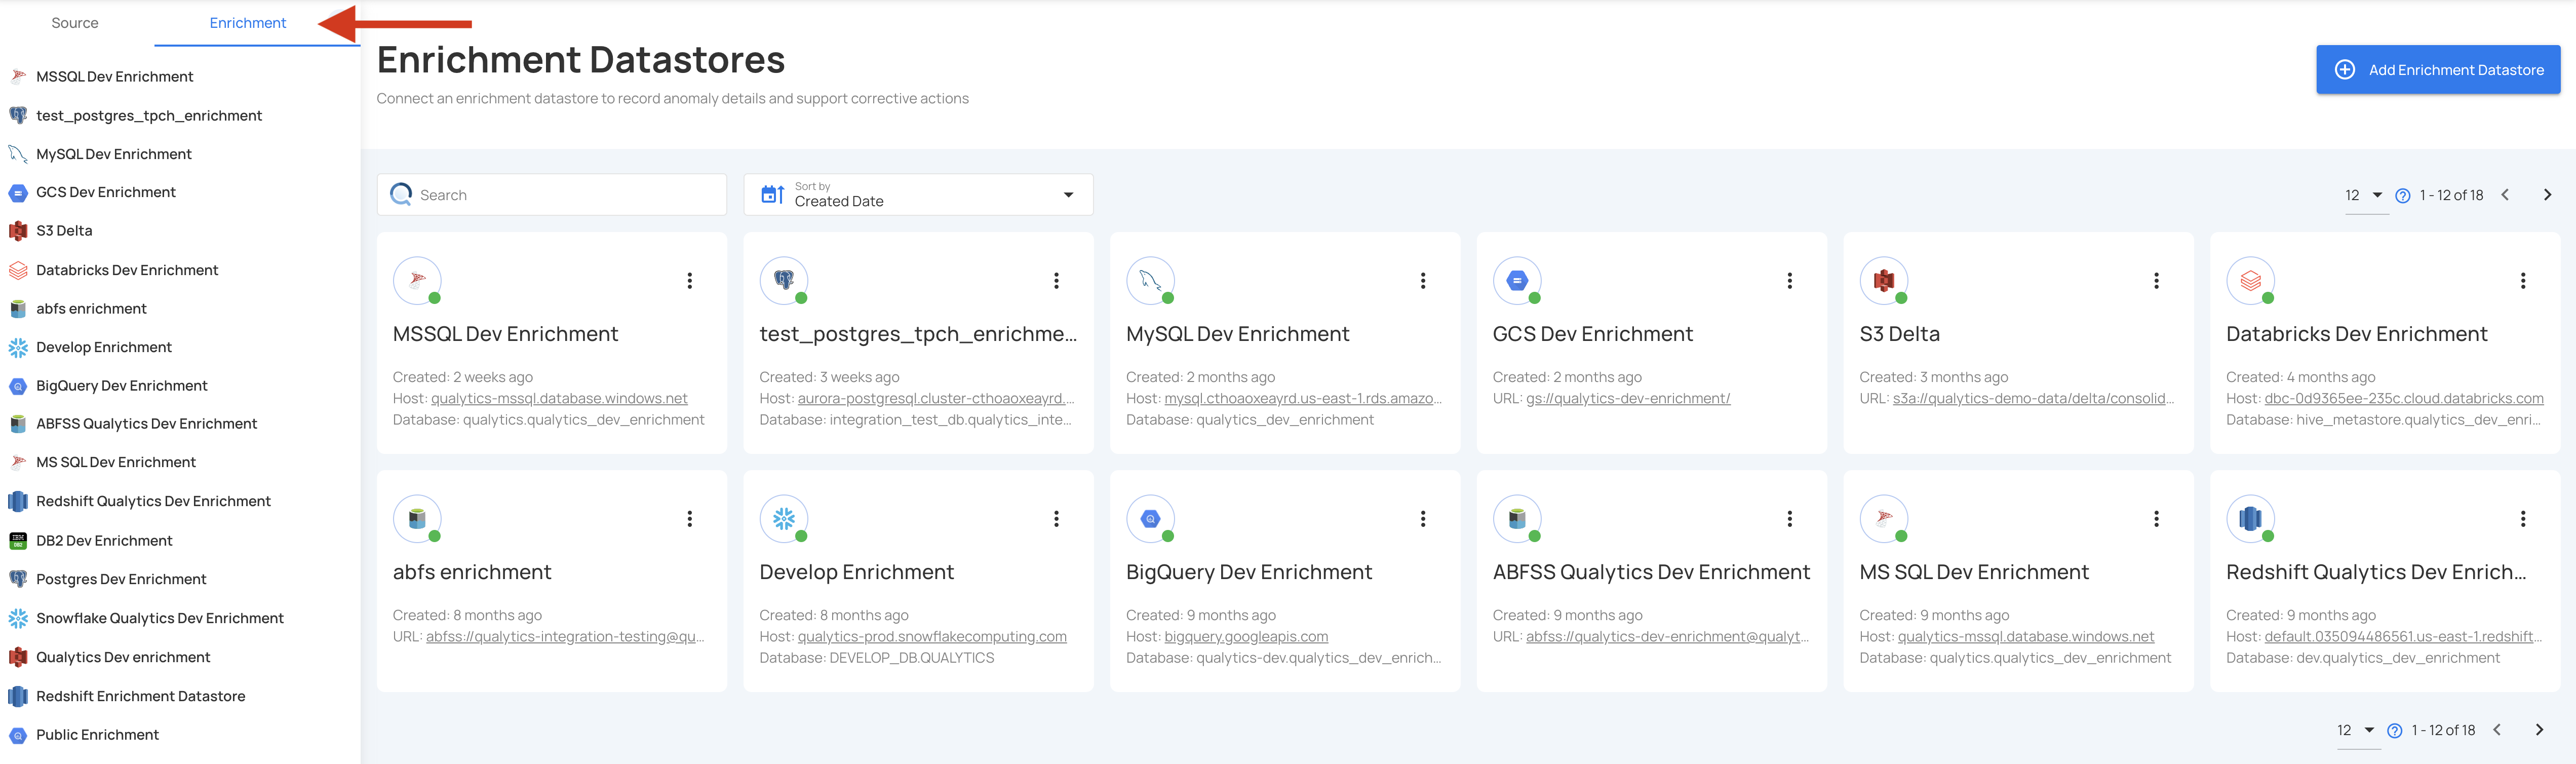 Source
Enrichment
MSSQL Dev Enrichment
test_postgres_tpch_enrichment
MySQL Dev Enrichment
GCS Dev Enrichment
S3 Delta
Databricks Dev Enrichment
abfs enrichment
Develop Enrichment
BigQuery Dev Enrichment
ABFSS Qualytics Dev Enrichment
MS SQL Dev Enrichment
Redshift Qualytics Dev Enrichment
DB2 Dev Enrichment
Postgres Dev Enrichment
Snowflake Qualytics Dev Enrichment
Qualytics Dev enrichment
Redshift Enrichment Datastore
Public Enrichment
Enrichment Datastores
Connect an enrichment datastore to record anomaly details and support corrective actions
Add Enrichment Datastore
Search
Sort by
Created Date
12
1 - 12 of 18
MSSQL Dev Enrichment
Created: 2 weeks ago
Host: qualytics-mssql.database.windows.net
Database: qualytics.qualytics_dev_enrichment
test_postgres_tpch_enrichme...
Created: 3 weeks ago
Host: aurora-postgresql.cluster-cthoaoxeayrd....
Database: integration_test_db.qualytics_inte...
MySQL Dev Enrichment
Created: 2 months ago
Host: mysql.cthoaoxeayrd.us-east-1.rds.amazo...
Database: qualytics_dev_enrichment
GCS Dev Enrichment
Created: 2 months ago
URL: gs://qualytics-dev-enrichment/
S3 Delta
Created: 3 months ago
URL: s3a://qualytics-demo-data/delta/consolid...
Databricks Dev Enrichment
Created: 4 months ago
Host: dbc-0d9365ee-235c.cloud.databricks.com
Database: hive_metastore.qualytics_dev_enri...
abfs enrichment
Created: 8 months ago
URL: abfss://qualytics-integration-testing@qu...
Develop Enrichment
Created: 8 months ago
Host: qualytics-prod.snowflakecomputing.com
Database: DEVELOP_DB.QUALYTICS
BigQuery Dev Enrichment
Created: 9 months ago
Host: bigquery.googleapis.com
Database: qualytics-dev.qualytics_dev_enrich...
ABFSS Qualytics Dev Enrichment
Created: 9 months ago
URL: abfss://qualytics-dev-enrichment@qualyt...
MS SQL Dev Enrichment
Created: 9 months ago
Host: qualytics-mssql.database.windows.net
Database: qualytics.qualytics_dev_enrichment
Redshift Qualytics Dev Enrich...
Created: 9 months ago
Host: default.035094486561.us-east-1.redshift...
Database: dev.qualytics_dev_enrichment
12
1 - 12 of 18